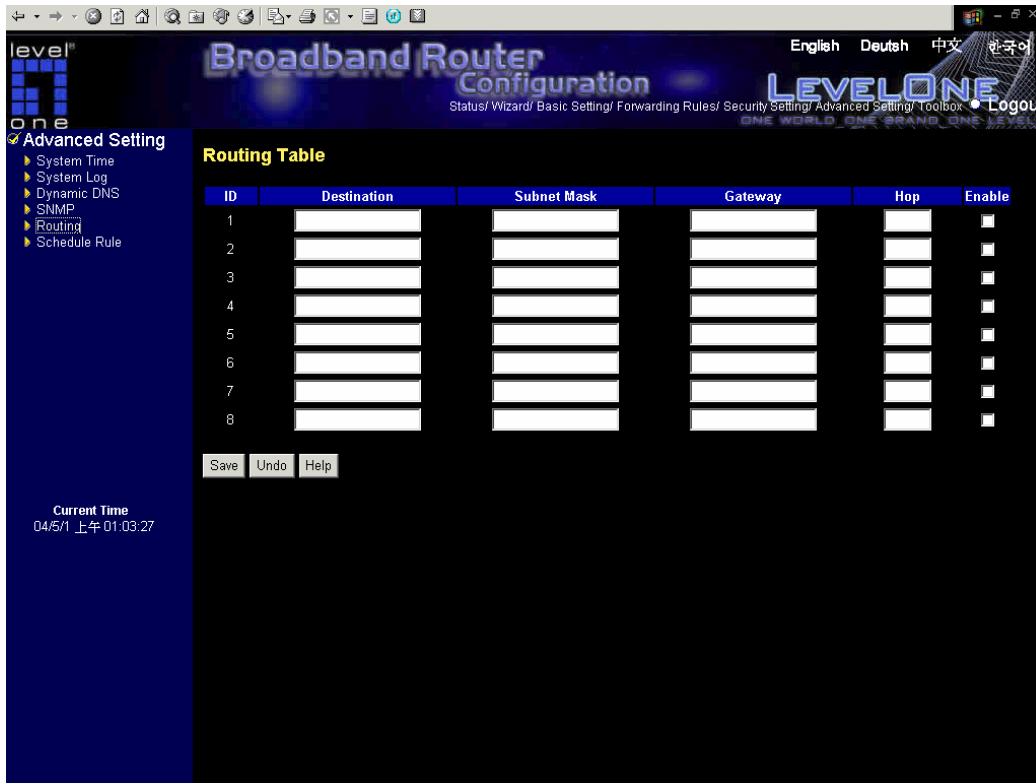 level®
one
Broadband Router
Configuration
English Deutsh 中文 한국어
LEVELONE
Status/ Wizard/ Basic Setting/ Forwarding Rules/ Security Setting/ Advanced Setting/ Toolbox Logou
ONE WORLD ONE BRAND ONE LEVEL
Advanced Setting
System Time
System Log
Dynamic DNS
SNMP
Routing
Schedule Rule
Current Time
04/5/1 上午 01:03:27
Routing Table
ID Destination Subnet Mask Gateway Hop Enable
1
2
3
4
5
6
7
8
Save Undo Help